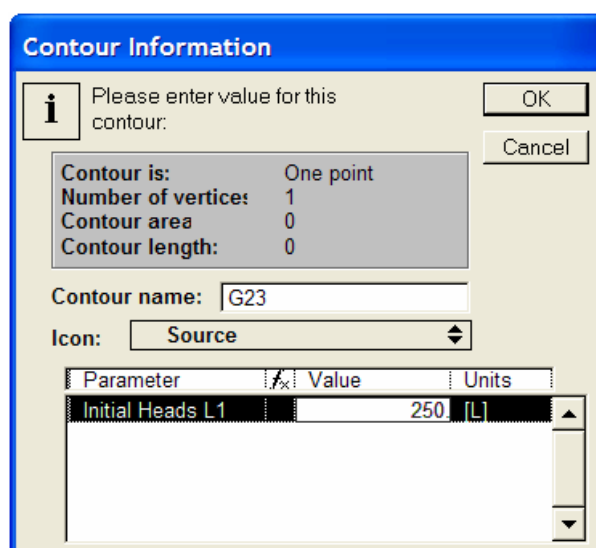 Contour Information
i Please enter value for this
contour:
OK
Cancel
Contour is: One point
Number of vertices 1
Contour area 0
Contour length: 0
Contour name: G23
Icon: Source
Parameter fx Value Units
Initial Heads L1 250. [L]